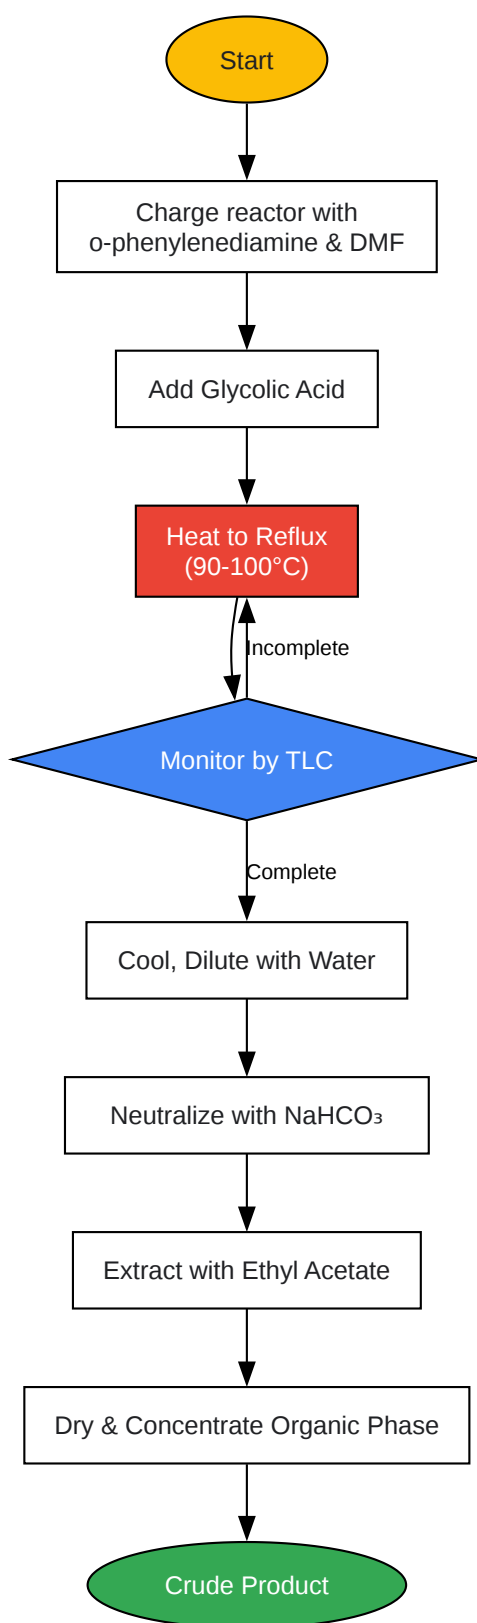 Start
Charge reactor with
o-phenylenediamine & DMF
Add Glycolic Acid
Heat to Reflux
(90-100°C)
Incomplete
Monitor by TLC
Complete
Cool, Dilute with Water
Neutralize with NaHCO₃
Extract with Ethyl Acetate
Dry & Concentrate Organic Phase
Crude Product